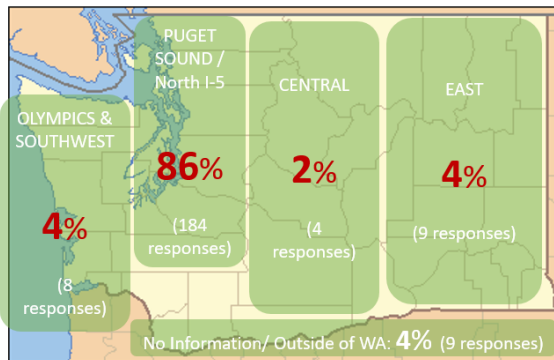 PUGET
SOUND /
North I-5
86%
(184
responses)
CENTRAL
2%
(4
responses)
EAST
4%
(9 responses)
OLYMPICS &
SOUTHWEST
4%
(8
responses)
No Information/ Outside of WA: 4% (9 responses)